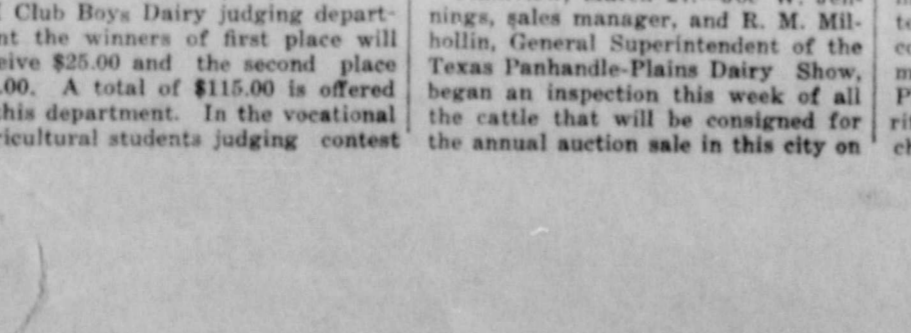 Club Boys Dairy judging depart-
the winners of first place will
$25.00 and the second place
.00. A total of $115.00 is offered
this department. In the vocational
ricultural students judging contest
nings, sales manager, and R. M. Mil-
hollin, General Superintendent of the
Texas Panhandle-Plains Dairy Show,
began an inspection this week of all
the cattle that will be consigned for
the annual auction sale in this city on